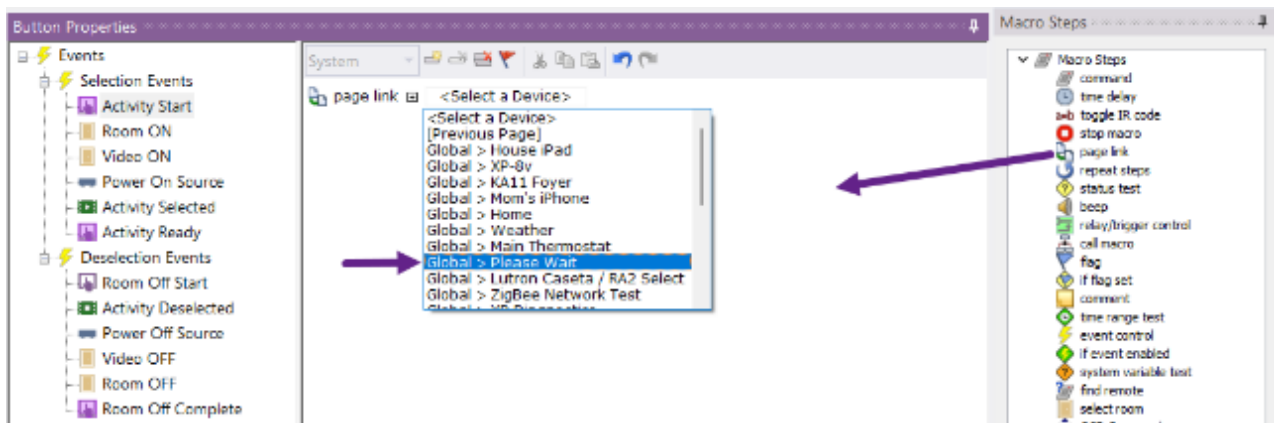 Button Properties
Events
Selection Events
Activity Start
Room ON
Video ON
Power On Source
Activity Selected
Activity Ready
Deselection Events
Room Off Start
Activity Deselected
Power Off Source
Video OFF
Room OFF
Room Off Complete
System
page link
<Select a Device>
<Select a Device>
[Previous Page]
Global > House iPad
Global > XP-8v
Global > KA11 Foyer
Global > Mom's iPhone
Global > Home
Global > Weather
Global > Main Thermostat
Global > Please Wait
Global > Lutron Caseta / RA2 Select
Global > ZigBee Network Test
Global > XP Diagnostics
Macro Steps
Macro Steps
command
time delay
a=b toggle IR code
stop macro
page link
repeat steps
status test
beep
relay/trigger control
call macro
flag
if flag set
comment
time range test
event control
if event enabled
system variable test
find remote
select room